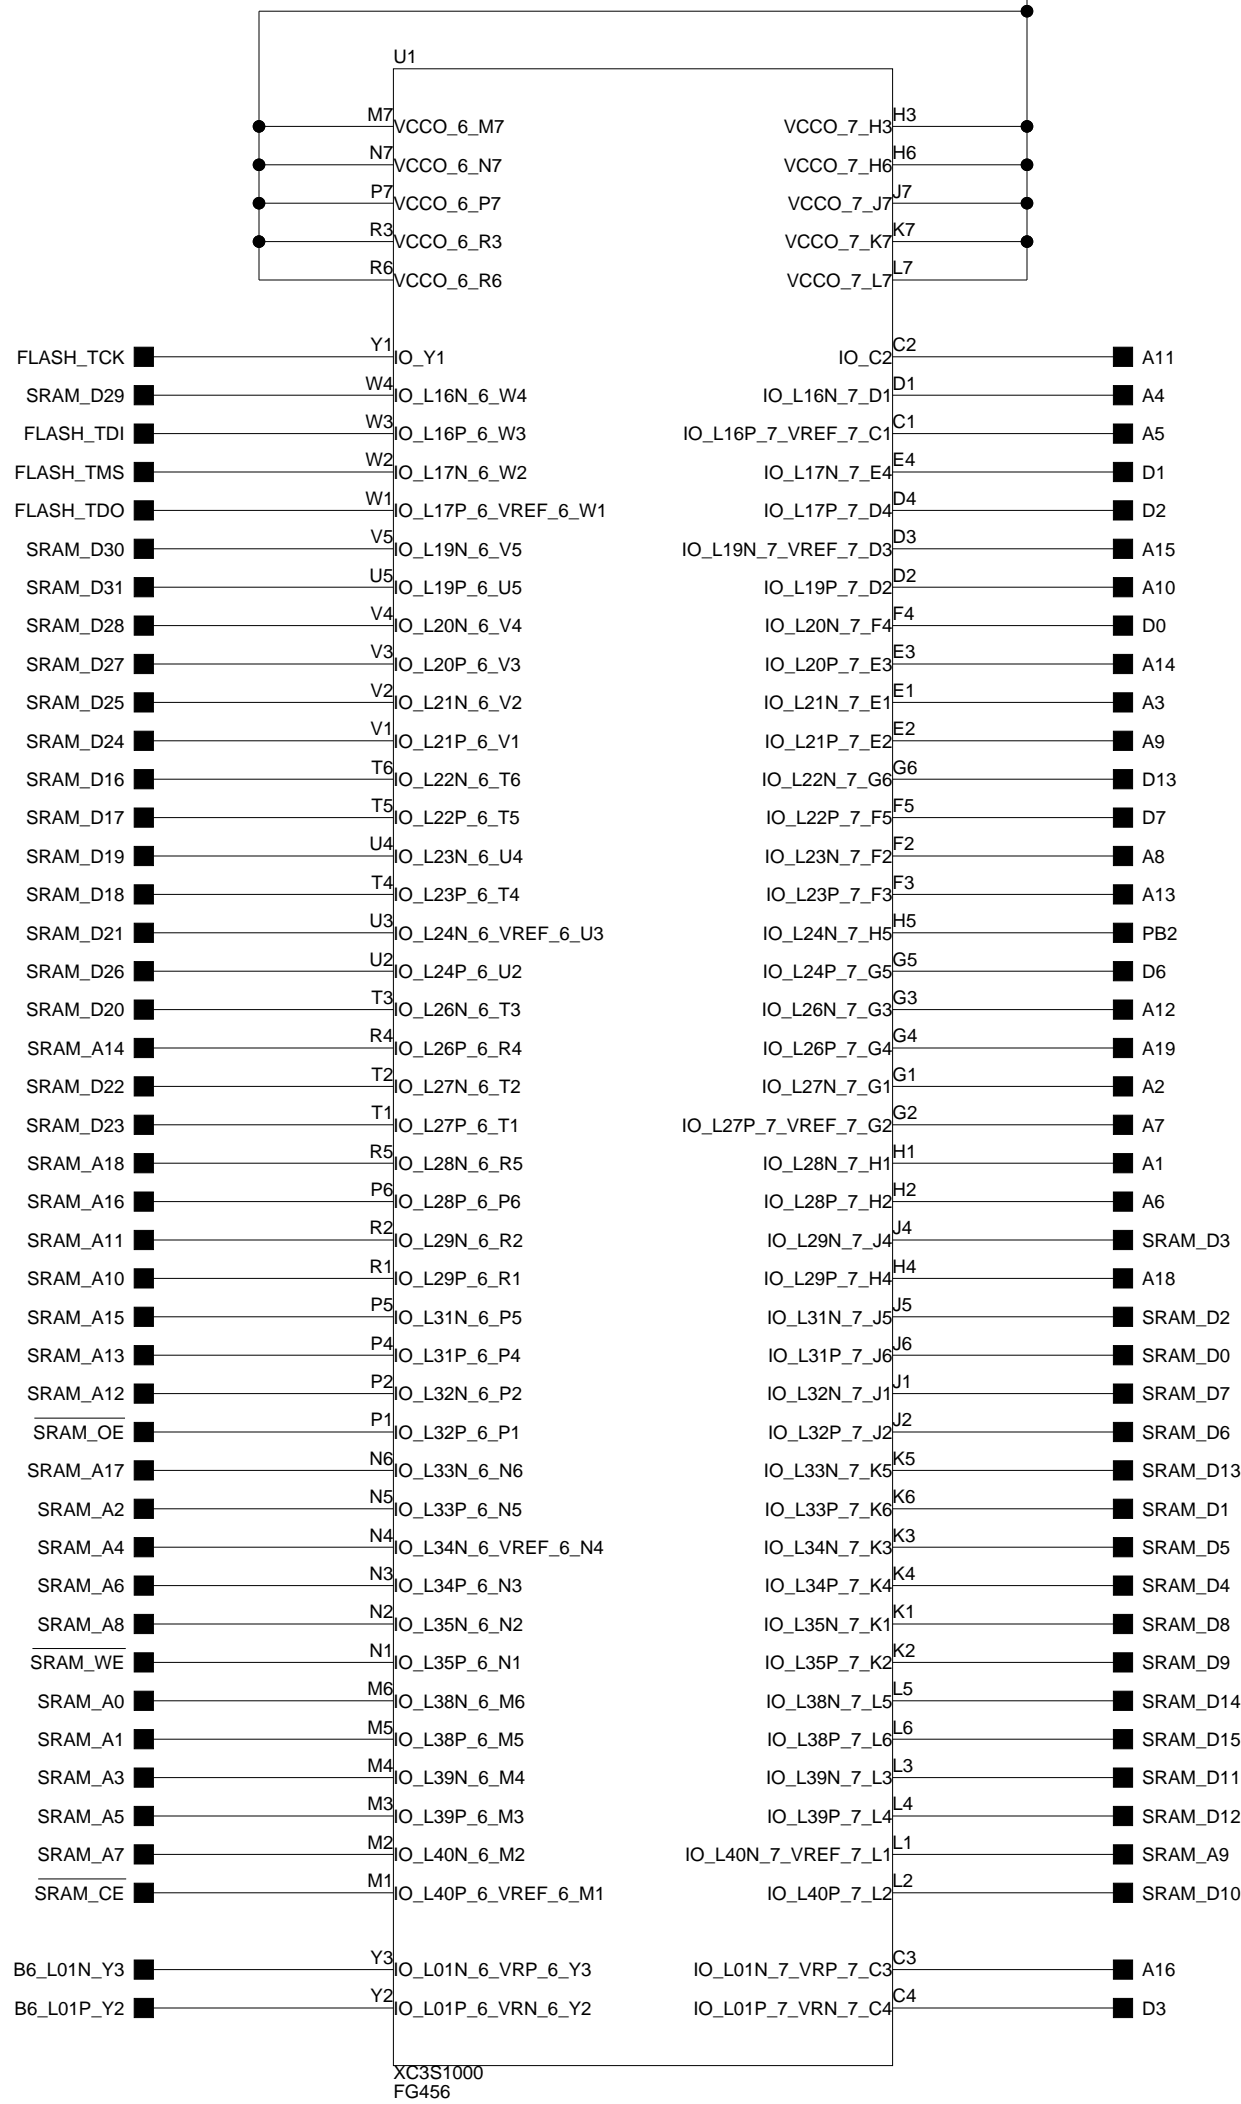 U1
M7 VCCO_6_M7 VCCO_7_H3 H3
N7 VCCO_6_N7 VCCO_7_H6 H6
P7 VCCO_6_P7 VCCO_7_J7 J7
R3 VCCO_6_R3 VCCO_7_K7 K7
R6 VCCO_6_R6 VCCO_7_L7 L7
FLASH_TCK Y1 IO_Y1 IO_C2 C2 A11
SRAM_D29 W4 IO_L16N_6_W4 IO_L16N_7_D1 D1 A4
FLASH_TDI W3 IO_L16P_6_W3 IO_L16P_7_VREF_7_C1 C1 A5
FLASH_TMS W2 IO_L17N_6_W2 IO_L17N_7_E4 E4 D1
FLASH_TDO W1 IO_L17P_6_VREF_6_W1 IO_L17P_7_D4 D4 D2
SRAM_D30 V5 IO_L19N_6_V5 IO_L19N_7_VREF_7_D3 D3 A15
SRAM_D31 U5 IO_L19P_6_U5 IO_L19P_7_D2 D2 A10
SRAM_D28 V4 IO_L20N_6_V4 IO_L20N_7_F4 F4 D0
SRAM_D27 V3 IO_L20P_6_V3 IO_L20P_7_E3 E3 A14
SRAM_D25 V2 IO_L21N_6_V2 IO_L21N_7_E1 E1 A3
SRAM_D24 V1 IO_L21P_6_V1 IO_L21P_7_E2 E2 A9
SRAM_D16 T6 IO_L22N_6_T6 IO_L22N_7_G6 G6 D13
SRAM_D17 T5 IO_L22P_6_T5 IO_L22P_7_F5 F5 D7
SRAM_D19 U4 IO_L23N_6_U4 IO_L23N_7_F2 F2 A8
SRAM_D18 T4 IO_L23P_6_T4 IO_L23P_7_F3 F3 A13
SRAM_D21 U3 IO_L24N_6_VREF_6_U3 IO_L24N_7_H5 H5 PB2
SRAM_D26 U2 IO_L24P_6_U2 IO_L24P_7_G5 G5 D6
SRAM_D20 T3 IO_L26N_6_T3 IO_L26N_7_G3 G3 A12
SRAM_A14 R4 IO_L26P_6_R4 IO_L26P_7_G4 G4 A19
SRAM_D22 T2 IO_L27N_6_T2 IO_L27N_7_G1 G1 A2
SRAM_D23 T1 IO_L27P_6_T1 IO_L27P_7_VREF_7_G2 G2 A7
SRAM_A18 R5 IO_L28N_6_R5 IO_L28N_7_H1 H1 A1
SRAM_A16 P6 IO_L28P_6_P6 IO_L28P_7_H2 H2 A6
SRAM_A11 R2 IO_L29N_6_R2 IO_L29N_7_J4 J4 SRAM_D3
SRAM_A10 R1 IO_L29P_6_R1 IO_L29P_7_H4 H4 A18
SRAM_A15 P5 IO_L31N_6_P5 IO_L31N_7_J5 J5 SRAM_D2
SRAM_A13 P4 IO_L31P_6_P4 IO_L31P_7_J6 J6 SRAM_D0
SRAM_A12 P2 IO_L32N_6_P2 IO_L32N_7_J1 J1 SRAM_D7
SRAM_OE P1 IO_L32P_6_P1 IO_L32P_7_J2 J2 SRAM_D6
SRAM_A17 N6 IO_L33N_6_N6 IO_L33N_7_K5 K5 SRAM_D13
SRAM_A2 N5 IO_L33P_6_N5 IO_L33P_7_K6 K6 SRAM_D1
SRAM_A4 N4 IO_L34N_6_VREF_6_N4 IO_L34N_7_K3 K3 SRAM_D5
SRAM_A6 N3 IO_L34P_6_N3 IO_L34P_7_K4 K4 SRAM_D4
SRAM_A8 N2 IO_L35N_6_N2 IO_L35N_7_K1 K1 SRAM_D8
SRAM_WE N1 IO_L35P_6_N1 IO_L35P_7_K2 K2 SRAM_D9
SRAM_A0 M6 IO_L38N_6_M6 IO_L38N_7_L5 L5 SRAM_D14
SRAM_A1 M5 IO_L38P_6_M5 IO_L38P_7_L6 L6 SRAM_D15
SRAM_A3 M4 IO_L39N_6_M4 IO_L39N_7_L3 L3 SRAM_D11
SRAM_A5 M3 IO_L39P_6_M3 IO_L39P_7_L4 L4 SRAM_D12
SRAM_A7 M2 IO_L40N_6_M2 IO_L40N_7_VREF_7_L1 L1 SRAM_A9
SRAM_CE M1 IO_L40P_6_VREF_6_M1 IO_L40P_7_L2 L2 SRAM_D10
B6_L01N_Y3 Y3 IO_L01N_6_VRP_6_Y3 IO_L01N_7_VRP_7_C3 C3 A16
B6_L01P_Y2 Y2 IO_L01P_6_VRN_6_Y2 IO_L01P_7_VRN_7_C4 C4 D3
XC3S1000
FG456